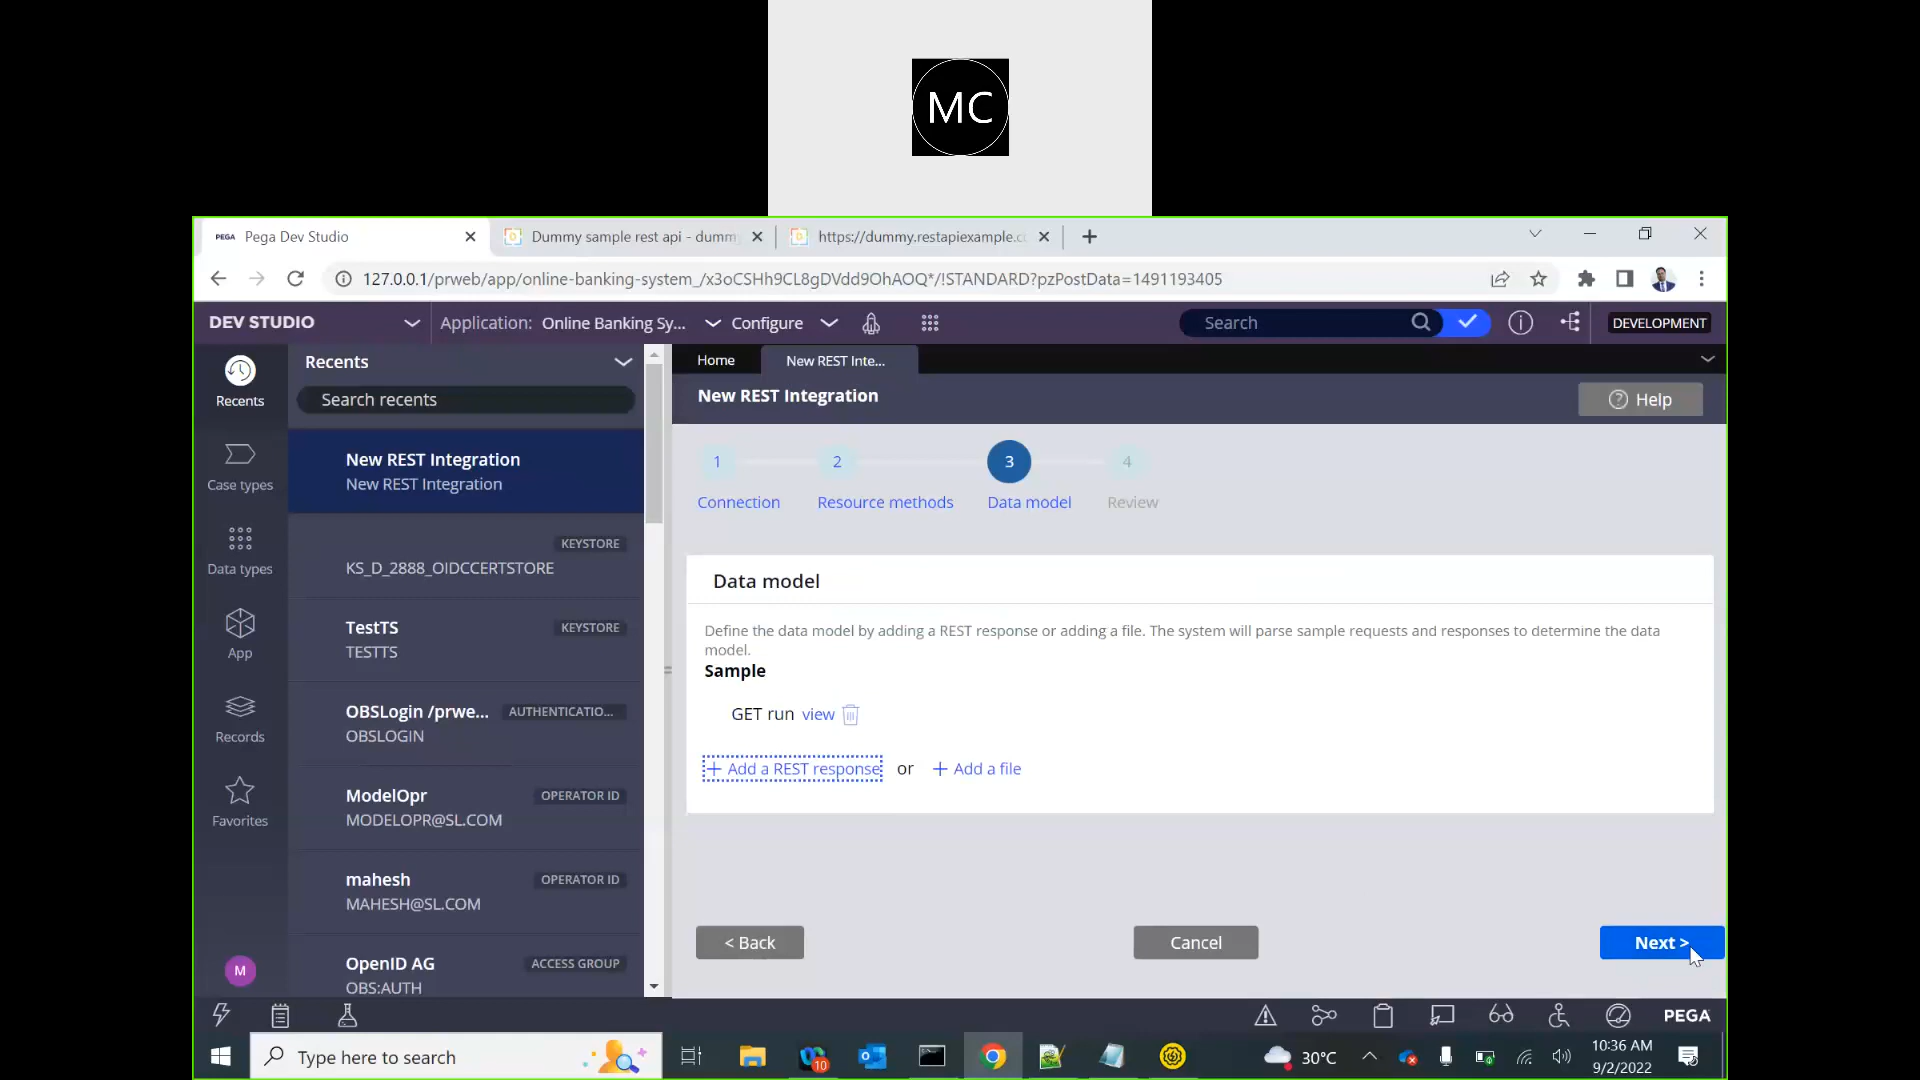 MC
PEGA Pega Dev Studio
Dummy sample rest api - dumm
https://dummy.restapiexample.c
127.0.0.1/prweb/app/online-banking-system_/x3oCSHh9CL8gDVdd9OhAOQ*/!STANDARD?pzPostData=1491193405
DEV STUDIO
Application: Online Banking Sy...
Configure
Search
DEVELOPMENT
Recents
Case types
Data types
App
Records
Favorites
M
Recents
Search recents
New REST Integration
New REST Integration
KEYSTORE
KS_D_2888_OIDCCERTSTORE
TestTS KEYSTORE
TESTTS
OBSLogin /prwe... AUTHENTICATIO...
OBSLOGIN
ModelOpr OPERATOR ID
MODELOPR@SL.COM
mahesh OPERATOR ID
MAHESH@SL.COM
OpenID AG ACCESS GROUP
OBS:AUTH
Home
New REST Inte...
New REST Integration
Help
1 2 3 4
Connection Resource methods Data model Review
Data model
Define the data model by adding a REST response or adding a file. The system will parse sample requests and responses to determine the data
model.
Sample
GET run view
+ Add a REST response or + Add a file
< Back
Cancel
Next >
PEGA
Type here to search
10
30°C
10:36 AM
9/2/2022